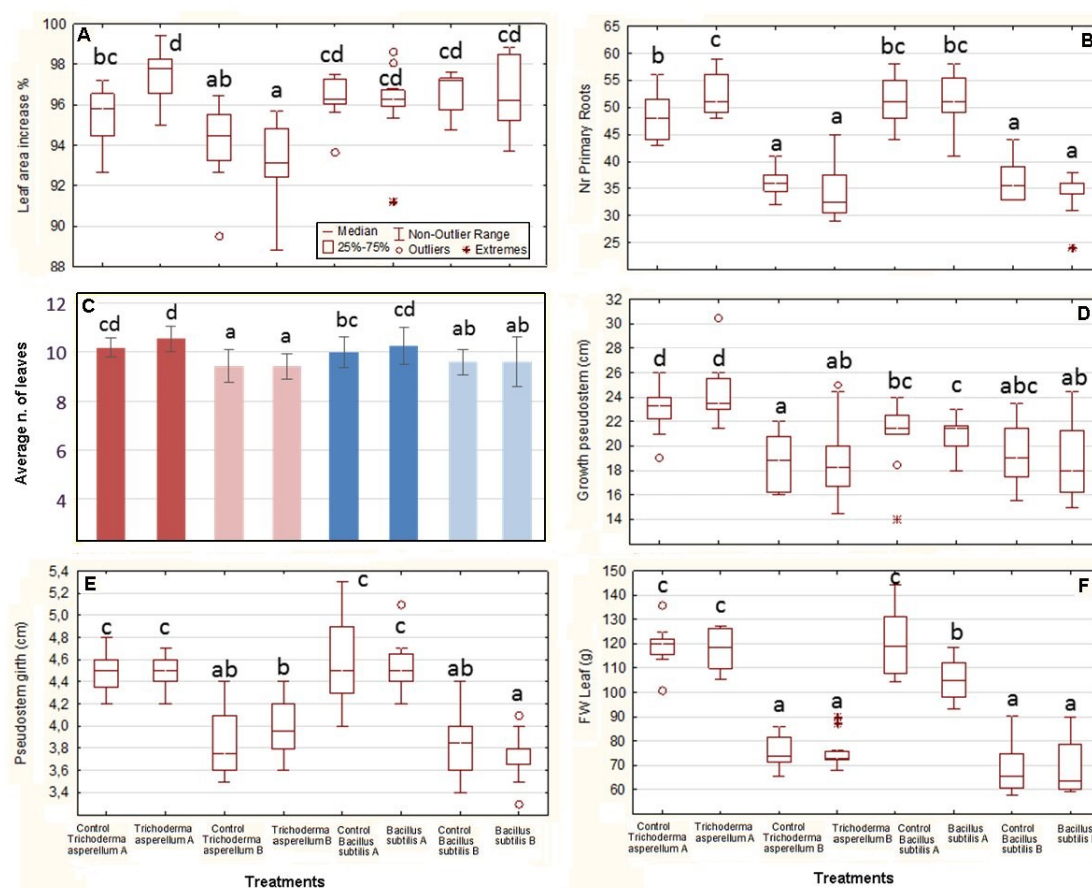 A
Leaf area increase %
100
98
96
94
92
90
88
bc
d
ab
a
cd
cd
cd
cd
Median
25%-75%
Non-Outlier Range
Outliers
Extremes
B
Nr Primary Roots
65
60
55
50
45
40
35
30
25
b
c
a
a
bc
bc
a
a
C
Average n. of leaves
12
10
8
6
4
cd
d
a
a
bc
cd
ab
ab
D
Growth pseudostem (cm)
32
30
28
26
24
22
20
18
16
14
d
d
a
ab
bc
c
abc
ab
E
Pseudostem girth (cm)
5,4
5,2
5,0
4,8
4,6
4,4
4,2
4,0
3,8
3,6
3,4
c
c
ab
b
c
c
ab
a
Control
Trichoderma
asperellum A
Trichoderma
asperellum A
Control
Trichoderma
asperellum B
Trichoderma
asperellum B
Control
Bacillus
subtilis A
Bacillus
subtilis A
Control
Bacillus
subtilis B
Bacillus
subtilis B
Treatments
F
FW Leaf (g)
150
140
130
120
110
100
90
80
70
60
c
c
a
a
c
b
a
a
Control
Trichoderma
asperellum A
Trichoderma
asperellum A
Control
Trichoderma
asperellum B
Trichoderma
asperellum B
Control
Bacillus
subtilis A
Bacillus
subtilis A
Control
Bacillus
subtilis B
Bacillus
subtilis B
Treatments